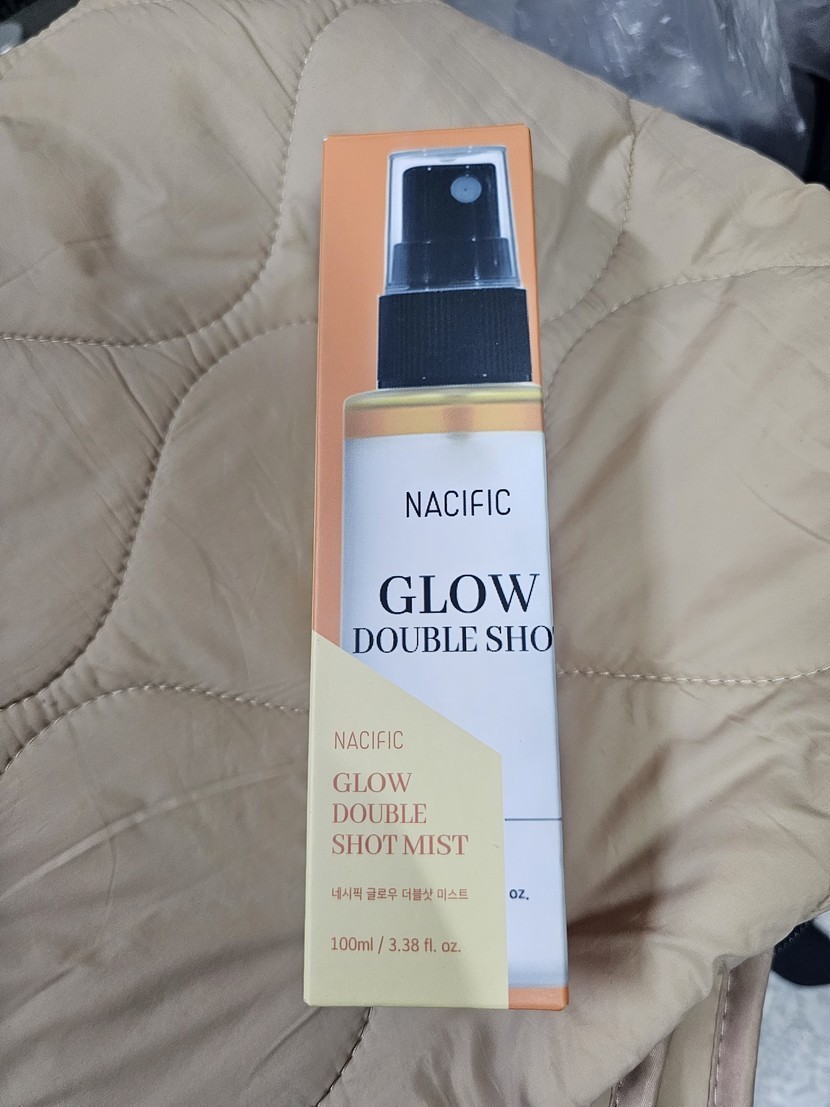 NACIFIC
GLOW
DOUBLE SHO
NACIFIC
GLOW
DOUBLE
SHOT MIST
네시픽 글로우 더블샷 미스트
oz.
100ml / 3.38 fl. oz.